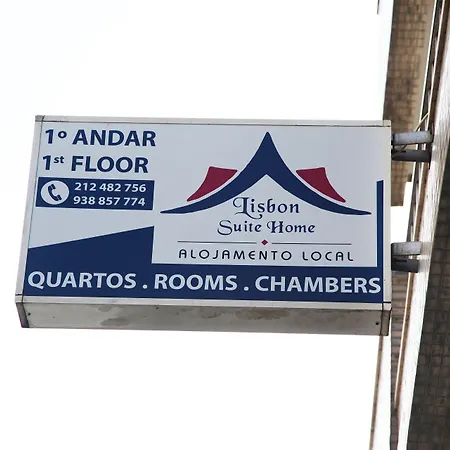 1º ANDAR
1st FLOOR
212 482 756
938 857 774
Lisbon
Suite Home
ALOJAMENTO LOCAL
QUARTOS . ROOMS . CHAMBERS